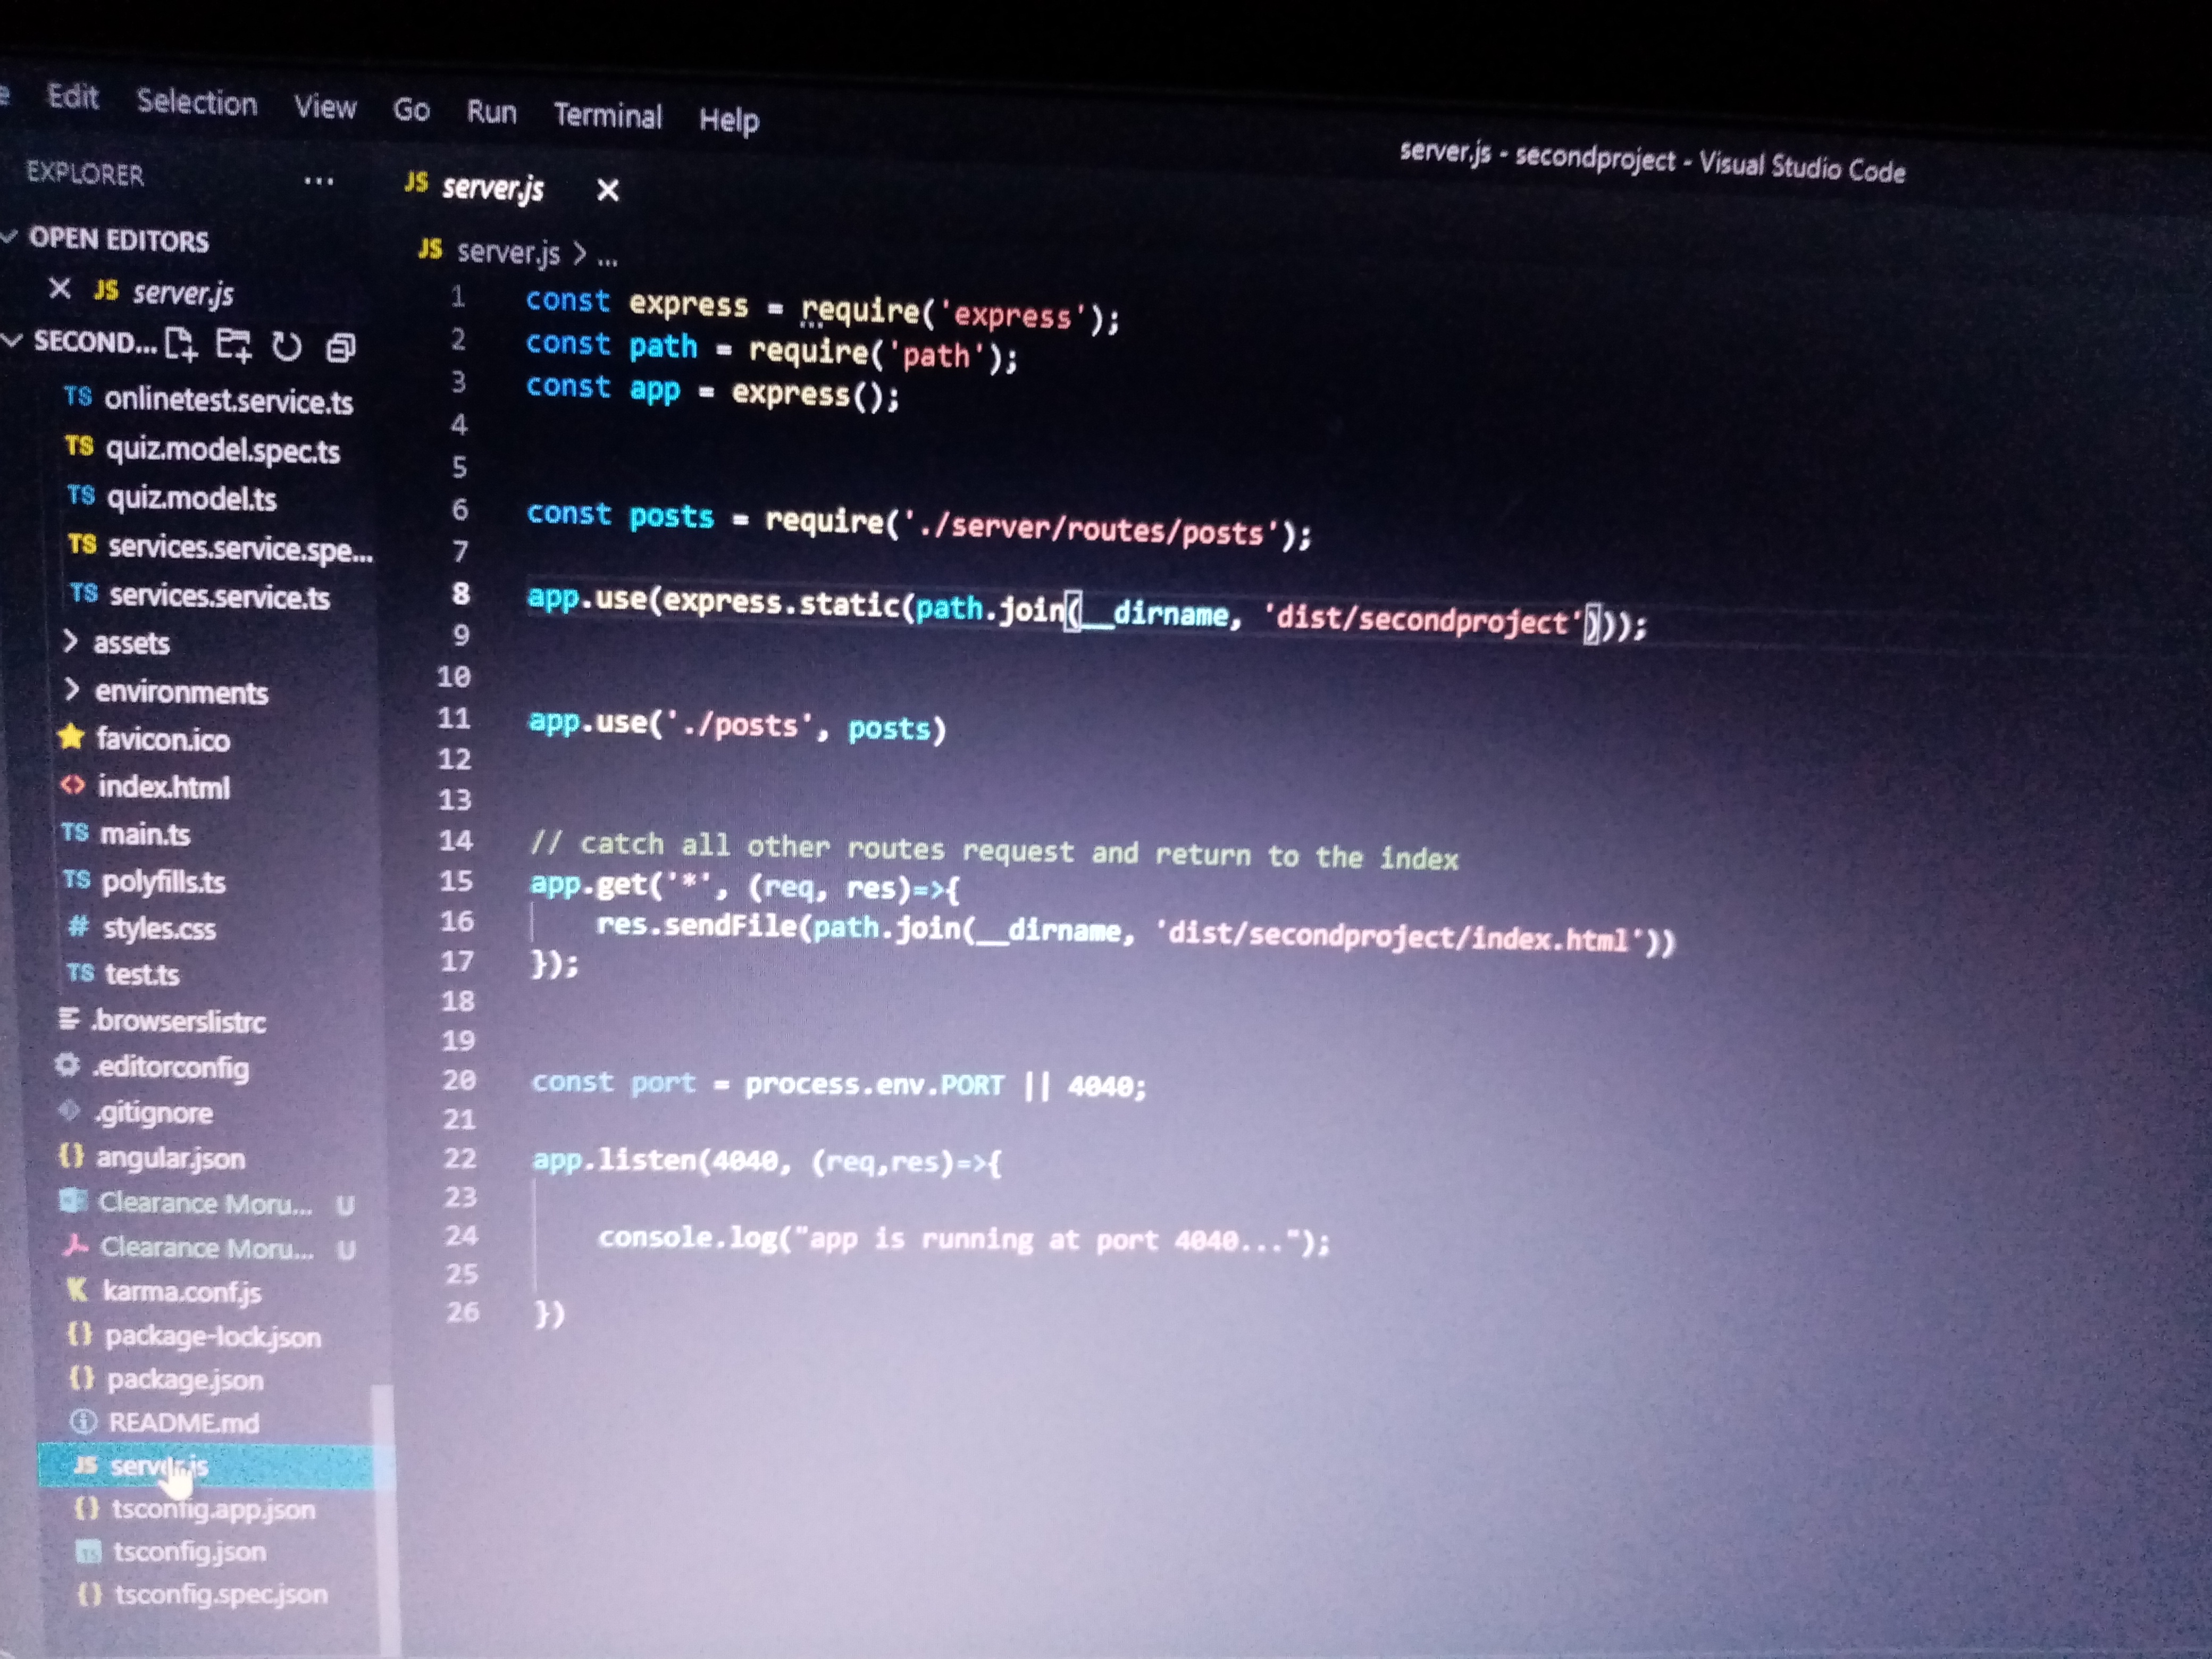 Edit Selection View Go Run Terminal Help
server.js - secondproject - Visual Studio Code
EXPLORER ...
OPEN EDITORS
JS server.js
SECOND...
TS onlinetest.service.ts
TS quiz.model.spec.ts
TS quiz.model.ts
TS services.service.spe...
TS services.service.ts
assets
environments
favicon.ico
<> index.html
TS main.ts
TS polyfills.ts
# styles.css
TS test.ts
.browserslistrc
.editorconfig
.gitignore
{} angular.json
Clearance Moru... U
Clearance Moru... U
K karma.conf.js
{} package-lock.json
{} package.json
README.md
JS server.js
{} tsconfig.app.json
TS tsconfig.json
{} tsconfig.spec.json
JS server.js
JS server.js > ...
1 const express = require('express');
2 const path = require('path');
3 const app = express();
4
5
6 const posts = require('./server/routes/posts');
7
8 app.use(express.static(path.join(__dirname, 'dist/secondproject')));
9
10
11 app.use('./posts', posts)
12
13
14 // catch all other routes request and return to the index
15 app.get('*', (req, res)=>{
16 res.sendFile(path.join(__dirname, 'dist/secondproject/index.html'))
17 });
18
19
20 const port = process.env.PORT || 4040;
21
22 app.listen(4040, (req,res)=>{
23
24 console.log("app is running at port 4040...");
25
26 })